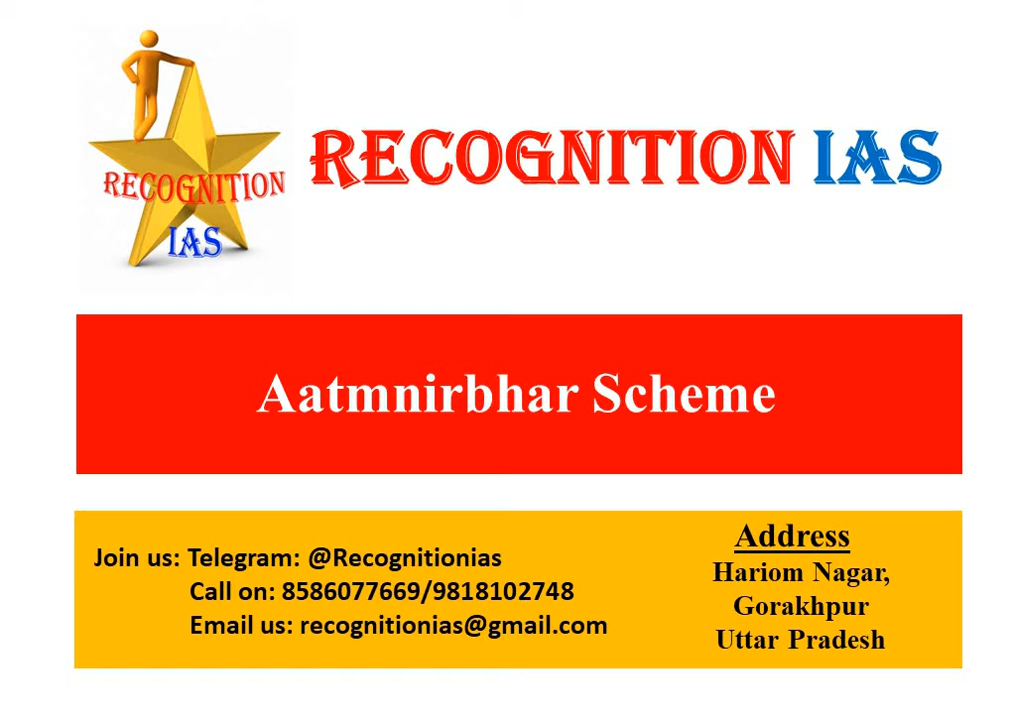 RECOGNITION
IAS
RECOGNITION IAS
Aatmnirbhar Scheme
Join us: Telegram: @Recognitionias
Call on: 8586077669/9818102748
Email us: recognitionias@gmail.com
Address
Hariom Nagar,
Gorakhpur
Uttar Pradesh